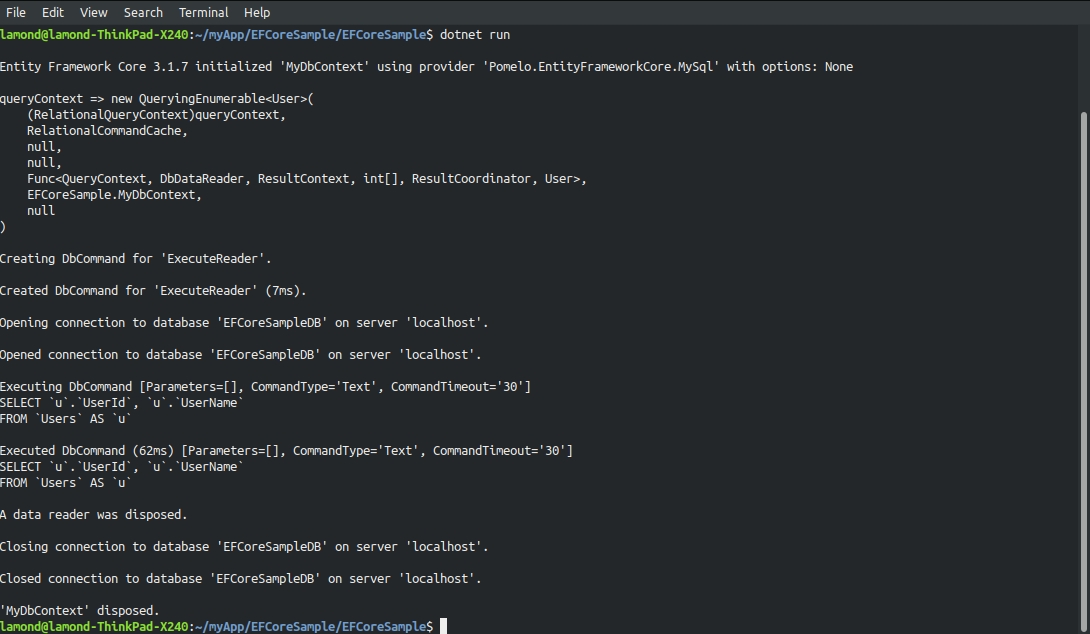 File Edit View Search Terminal Help
lamond@lamond-ThinkPad-X240:~/myApp/EFCoreSample/EFCoreSample$ dotnet run
Entity Framework Core 3.1.7 initialized 'MyDbContext' using provider 'Pomelo.EntityFrameworkCore.MySql' with options: None
queryContext => new QueryingEnumerable<User>(
    (RelationalQueryContext)queryContext,
    RelationalCommandCache,
    null,
    null,
    Func<QueryContext, DbDataReader, ResultContext, int[], ResultCoordinator, User>,
    EFCoreSample.MyDbContext,
    null
)
Creating DbCommand for 'ExecuteReader'.
Created DbCommand for 'ExecuteReader' (7ms).
Opening connection to database 'EFCoreSampleDB' on server 'localhost'.
Opened connection to database 'EFCoreSampleDB' on server 'localhost'.
Executing DbCommand [Parameters=[], CommandType='Text', CommandTimeout='30']
SELECT `u`.`UserId`, `u`.`UserName`
FROM `Users` AS `u`
Executed DbCommand (62ms) [Parameters=[], CommandType='Text', CommandTimeout='30']
SELECT `u`.`UserId`, `u`.`UserName`
FROM `Users` AS `u`
A data reader was disposed.
Closing connection to database 'EFCoreSampleDB' on server 'localhost'.
Closed connection to database 'EFCoreSampleDB' on server 'localhost'.
'MyDbContext' disposed.
lamond@lamond-ThinkPad-X240:~/myApp/EFCoreSample/EFCoreSample$